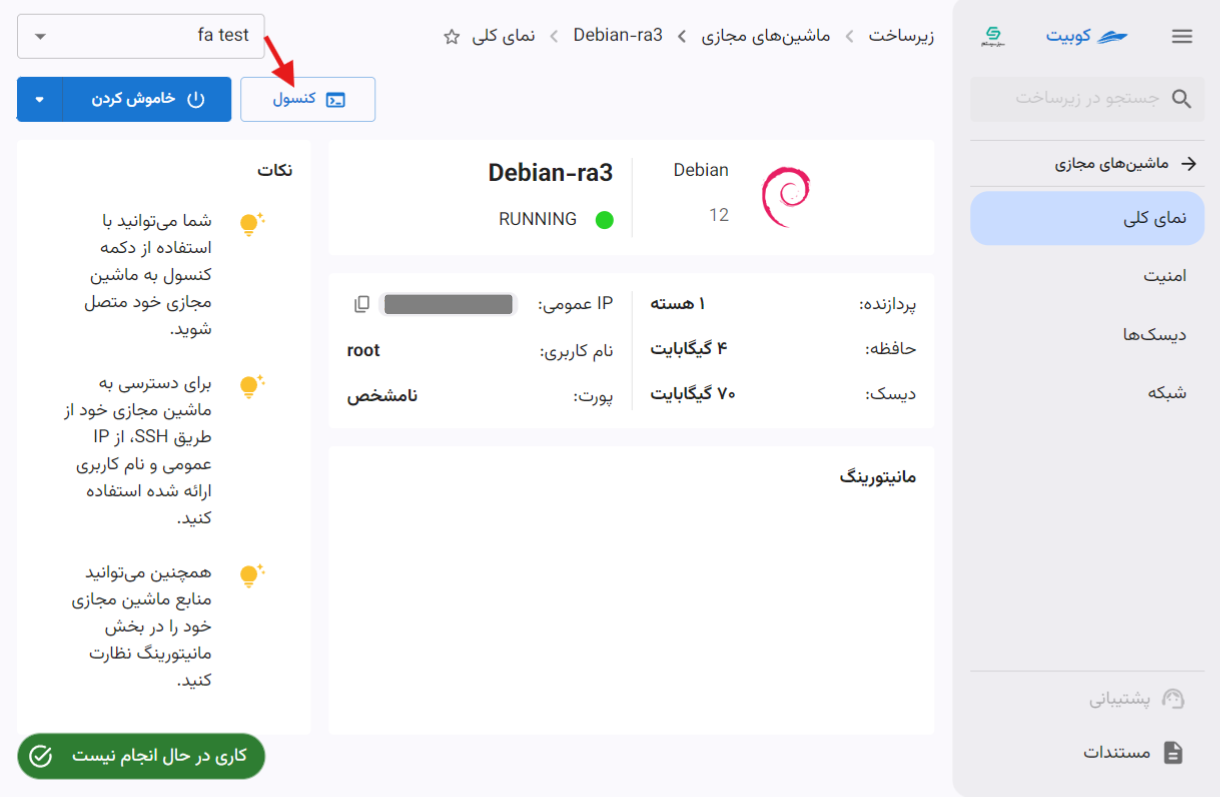 کوبیت
جستجو در زیرساخت
ماشین‌های مجازی
نمای کلی
امنیت
دیسک‌ها
شبکه
پشتیبانی
مستندات
زیرساخت > ماشین‌های مجازی > Debian-ra3 > نمای کلی
fa test
کنسول
خاموش کردن
Debian
12
Debian-ra3
RUNNING
پردازنده: ۱ هسته
حافظه: ۴ گیگابایت
دیسک: ۷۰ گیگابایت
IP عمومی:
نام کاربری: root
پورت: نامشخص
مانیتورینگ
نکات
شما می‌توانید با
استفاده از دکمه
کنسول به ماشین
مجازی خود متصل
شوید.
برای دسترسی به
ماشین مجازی خود از
طریق SSH، از IP
عمومی و نام کاربری
ارائه شده استفاده
کنید.
همچنین می‌توانید
منابع ماشین مجازی
خود را در بخش
مانیتورینگ نظارت
کنید.
کاری در حال انجام نیست